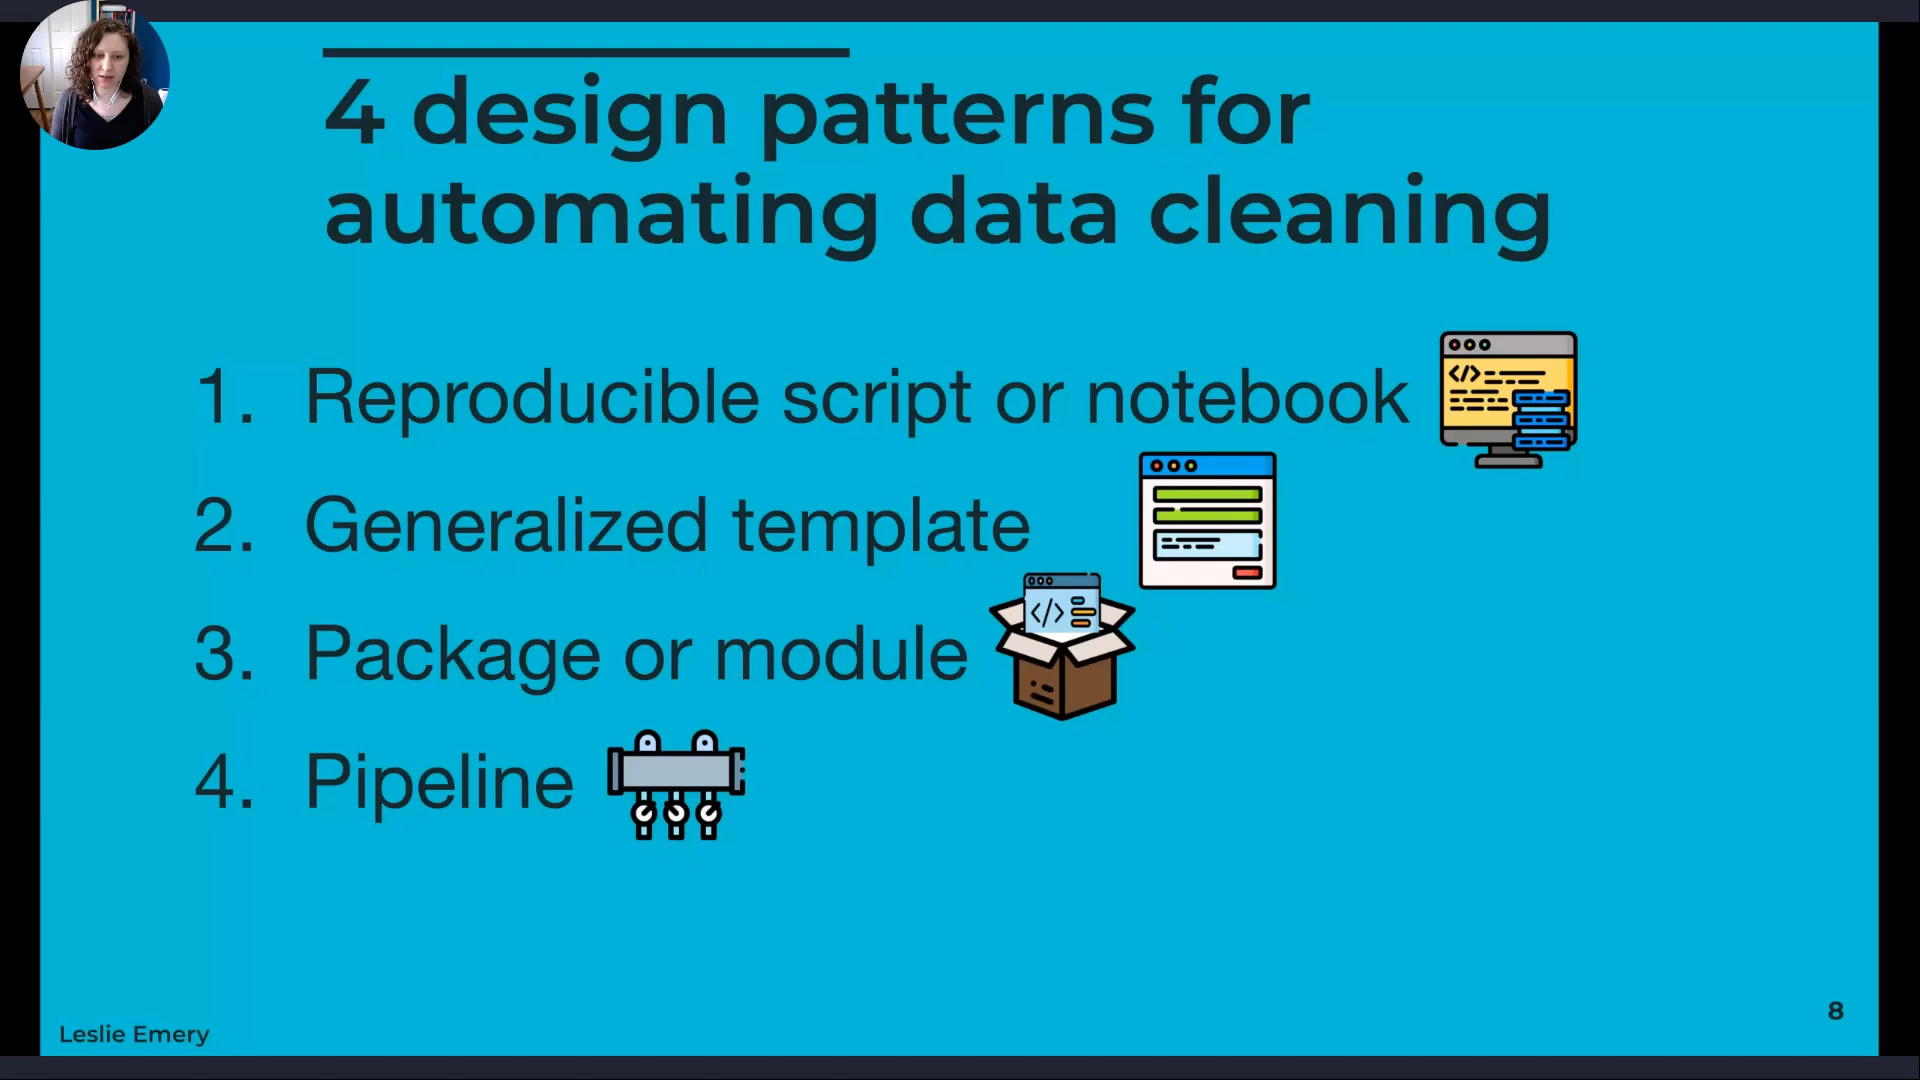 4 design patterns for
automating data cleaning
1. Reproducible script or notebook
</>
2. Generalized template
</>
3. Package or module
4. Pipeline
Leslie Emery
8